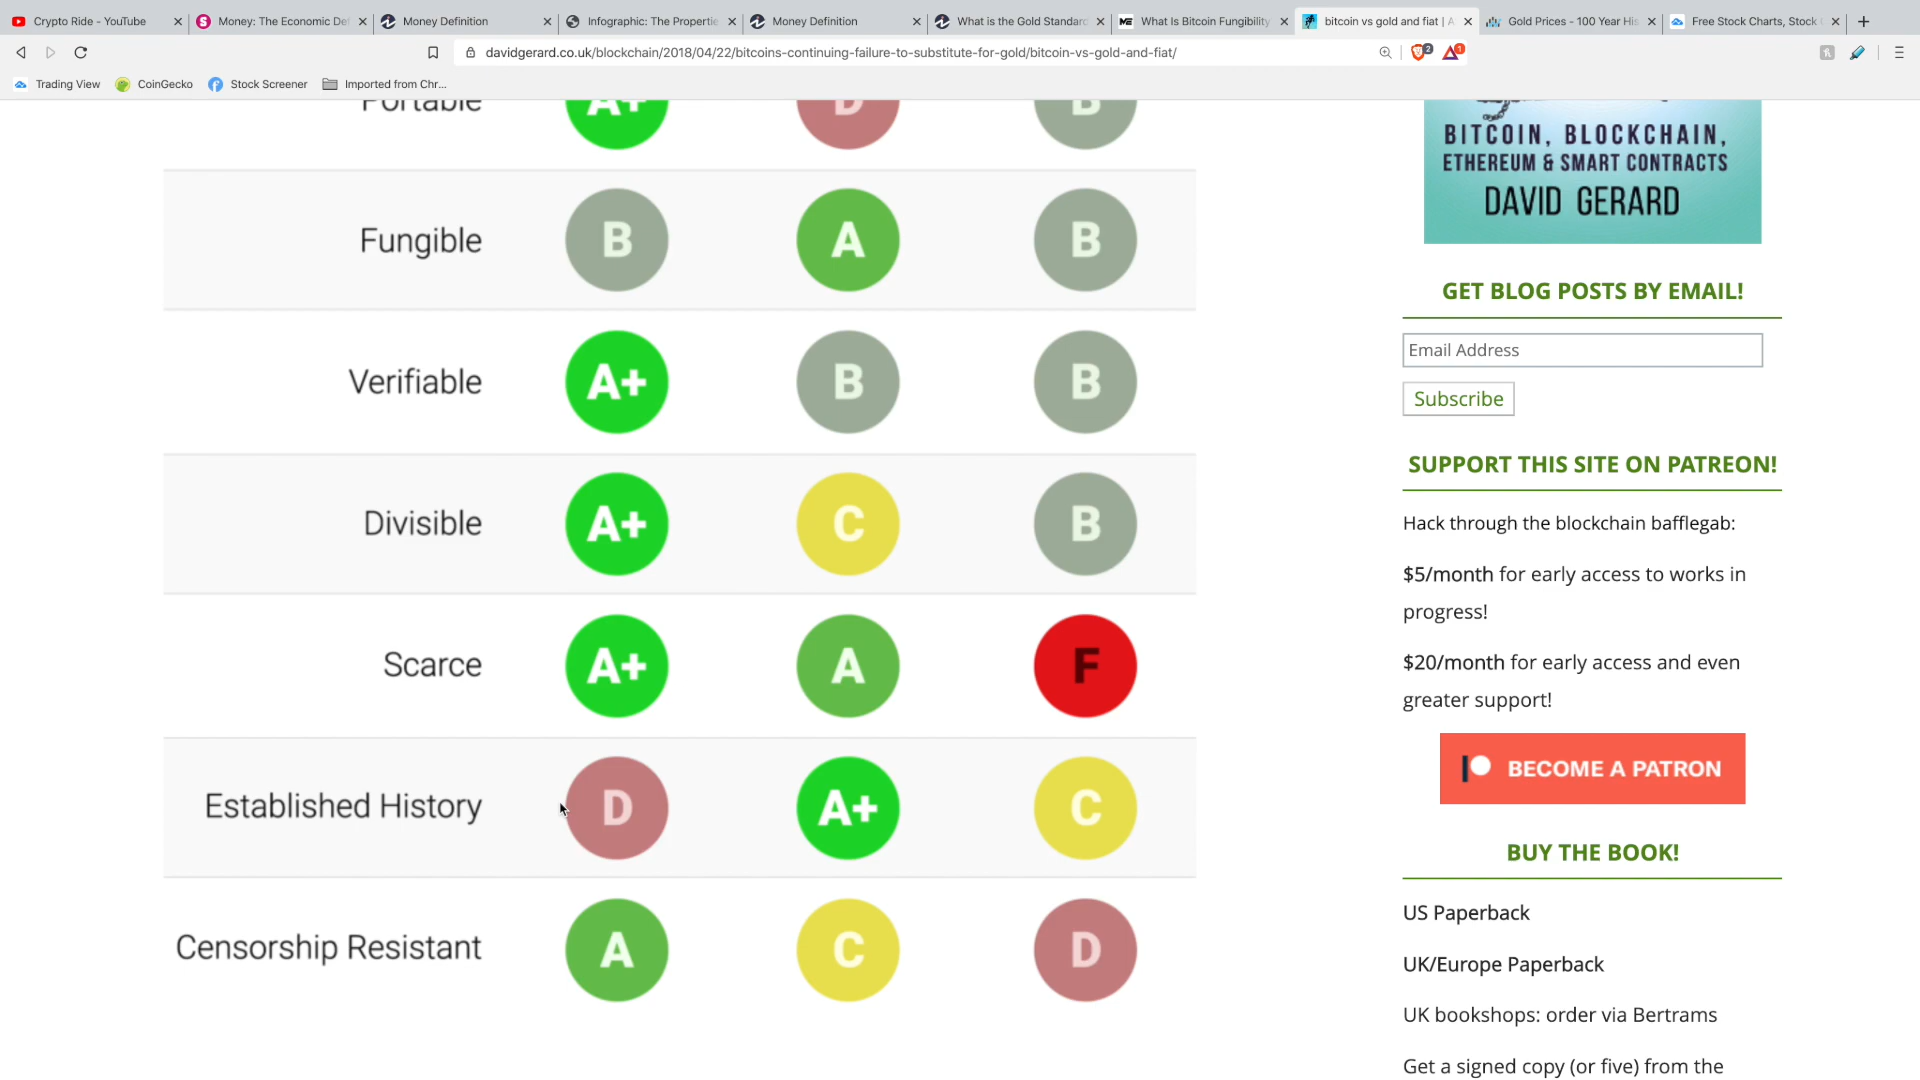 Crypto Ride - YouTube
Money: The Economic De
Money Definition
Infographic: The Propertie
Money Definition
What is the Gold Standard
What Is Bitcoin Fungibility
bitcoin vs gold and fiat | A
Gold Prices - 100 Year His
Free Stock Charts, Stock
davidgerard.co.uk/blockchain/2018/04/22/bitcoins-continuing-failure-to-substitute-for-gold/bitcoin-vs-gold-and-fiat/
2
1
Trading View
CoinGecko
Stock Screener
Imported from Chr...
Portable A+ D B
Fungible B A B
Verifiable A+ B B
Divisible A+ C B
Scarce A+ A F
Established History D A+ C
Censorship Resistant A C D
BITCOIN, BLOCKCHAIN,
ETHEREUM & SMART CONTRACTS
DAVID GERARD
GET BLOG POSTS BY EMAIL!
Email Address
Subscribe
SUPPORT THIS SITE ON PATREON!
Hack through the blockchain bafflegab:
$5/month for early access to works in
progress!
$20/month for early access and even
greater support!
BECOME A PATRON
BUY THE BOOK!
US Paperback
UK/Europe Paperback
UK bookshops: order via Bertrams
Get a signed copy (or five) from the